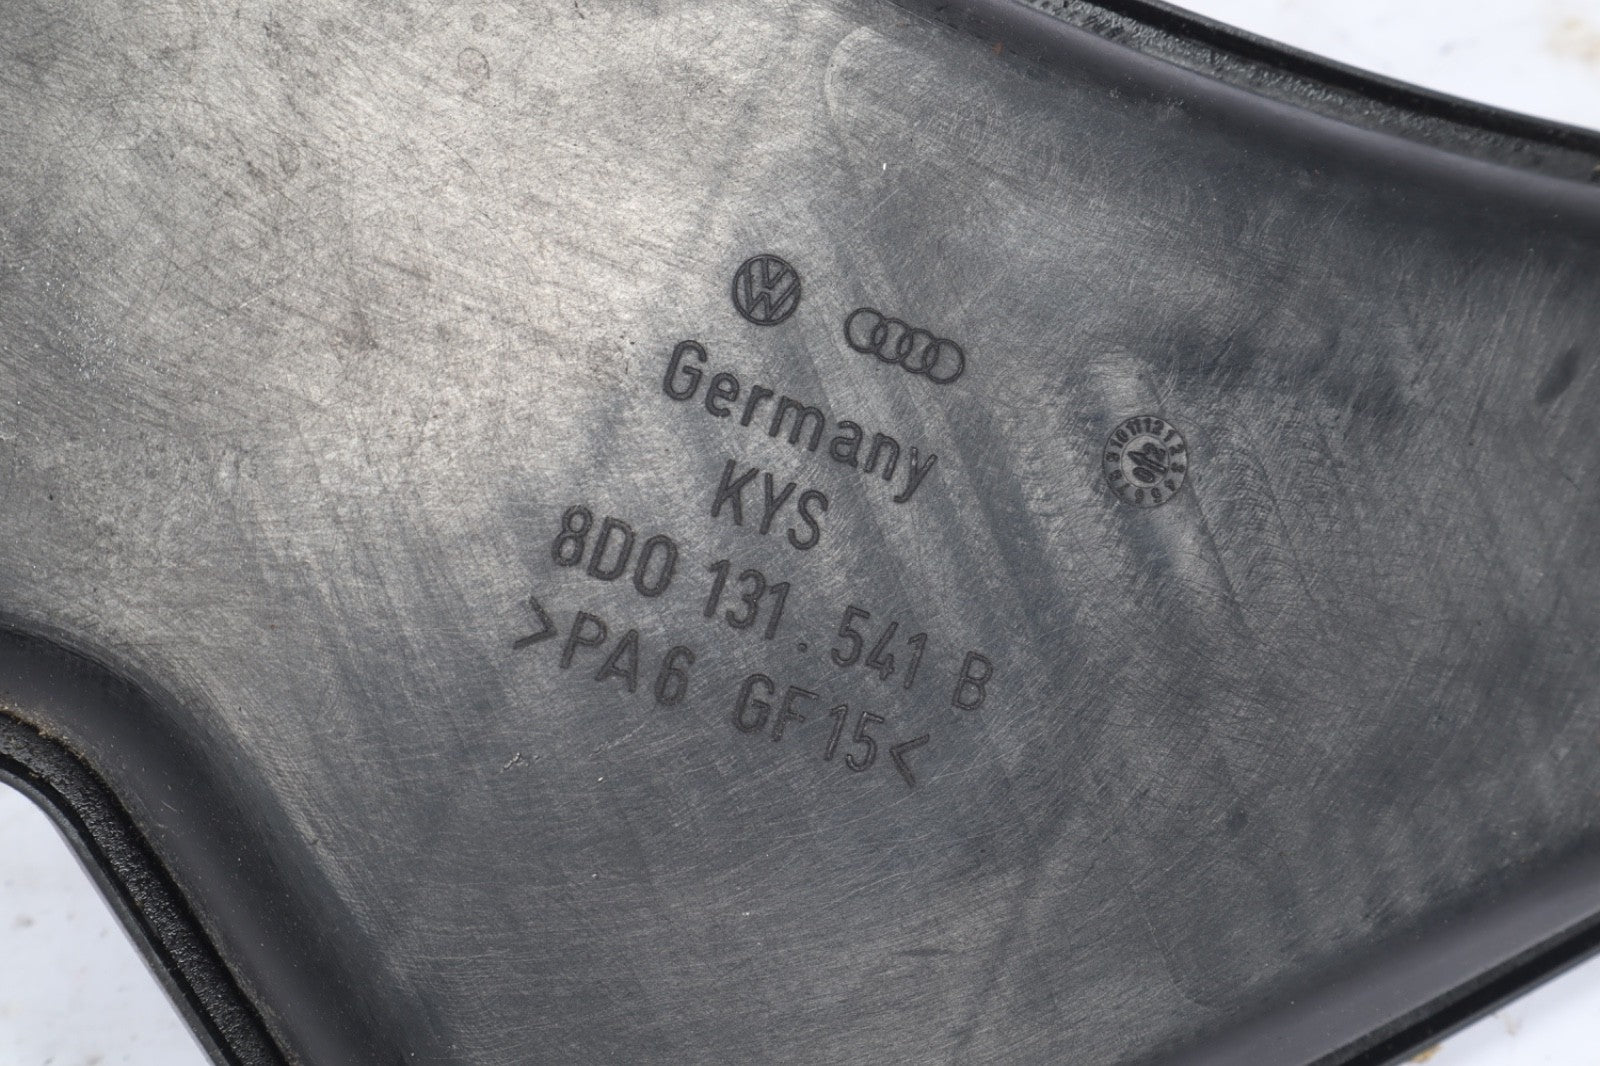 Germany
KYS
8D0 131.541 B
>PA6 GF15<